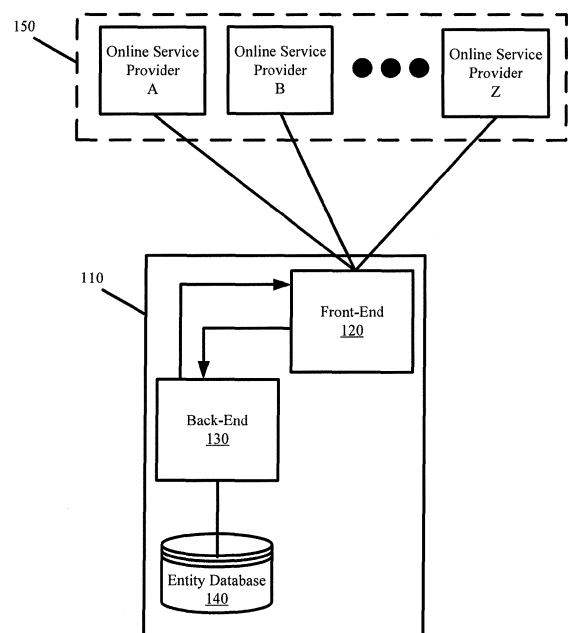 150
Online Service
Provider
A
Online Service
Provider
B
Online Service
Provider
Z
110
Front-End
120
Back-End
130
Entity Database
140